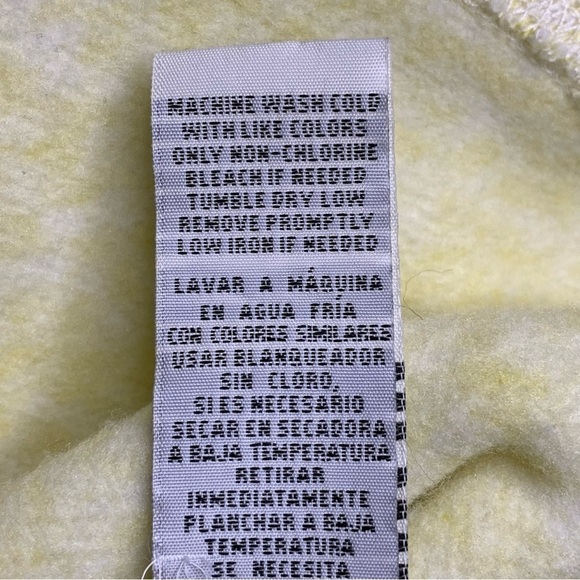 MACHINE WASH COLD
WITH LIKE COLORS
ONLY NON-CHLORINE
BLEACH IF NEEDED
TUMBLE DRY LOW
REMOVE PROMPTLY
LOW IRON IF NEEDED
LAVAR A MÁQUINA
EN AGUA FRÍA
CON COLORES SIMILARES
USAR BLANQUEADOR
SIN CLORO,
SI ES NECESARIO
SECAR EN SECADORA
A BAJA TEMPERATURA
RETIRAR
INMEDIATAMENTE
PLANCHAR A BAJA
TEMPERATURA
SE NECESITA